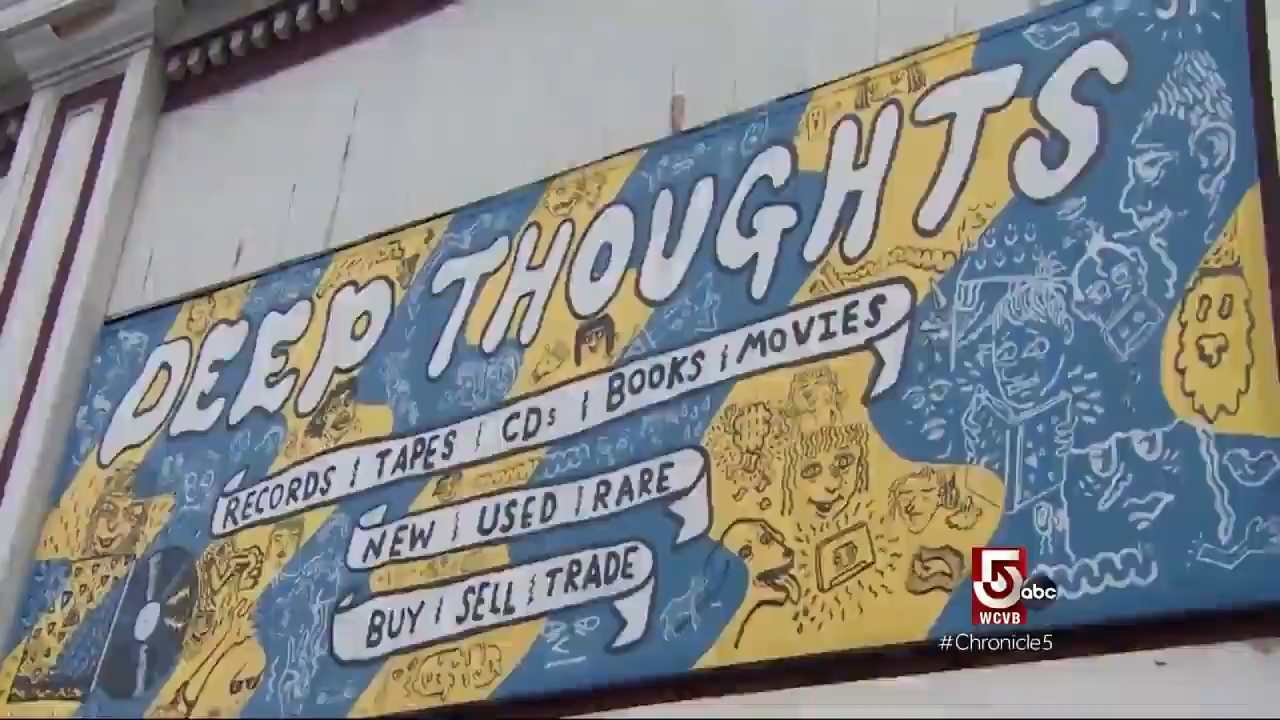 DEEP THOUGHTS
RECORDS | TAPES | CDs | BOOKS | MOVIES
NEW | USED | RARE
BUY | SELL | TRADE
5 abc
WCVB
#Chronicle5